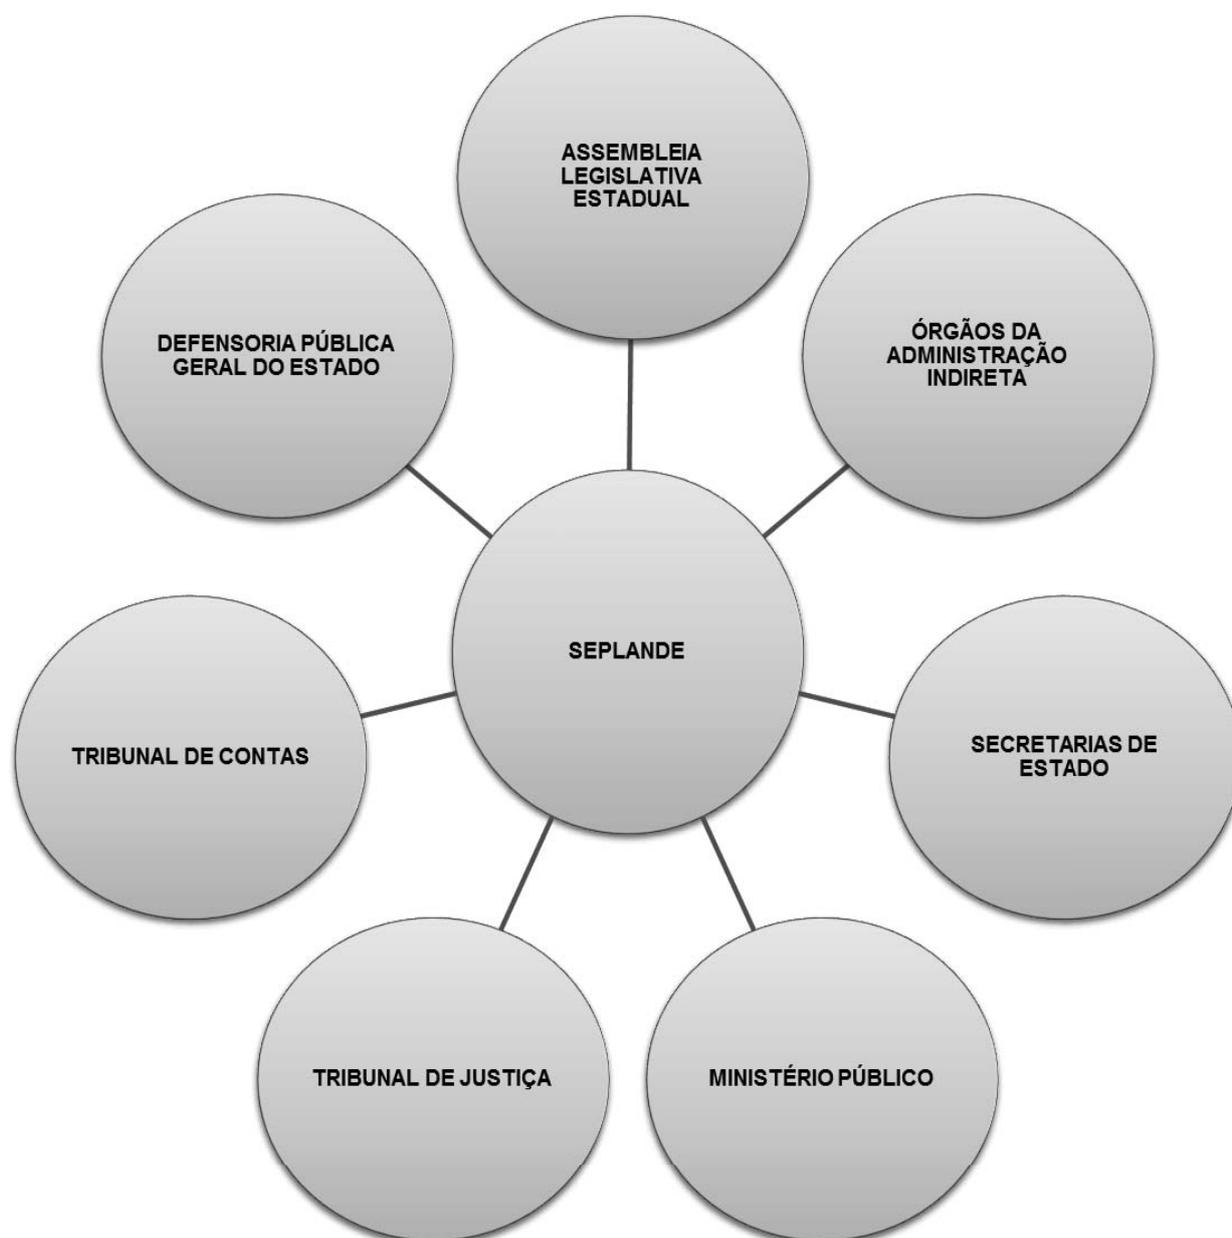 ASSEMBLEIA
LEGISLATIVA
ESTADUAL
DEFENSORIA PÚBLICA
GERAL DO ESTADO
ÓRGÃOS DA
ADMINISTRAÇÃO
INDIRETA
SEPLANDE
TRIBUNAL DE CONTAS
SECRETARIAS DE
ESTADO
TRIBUNAL DE JUSTIÇA
MINISTÉRIO PÚBLICO